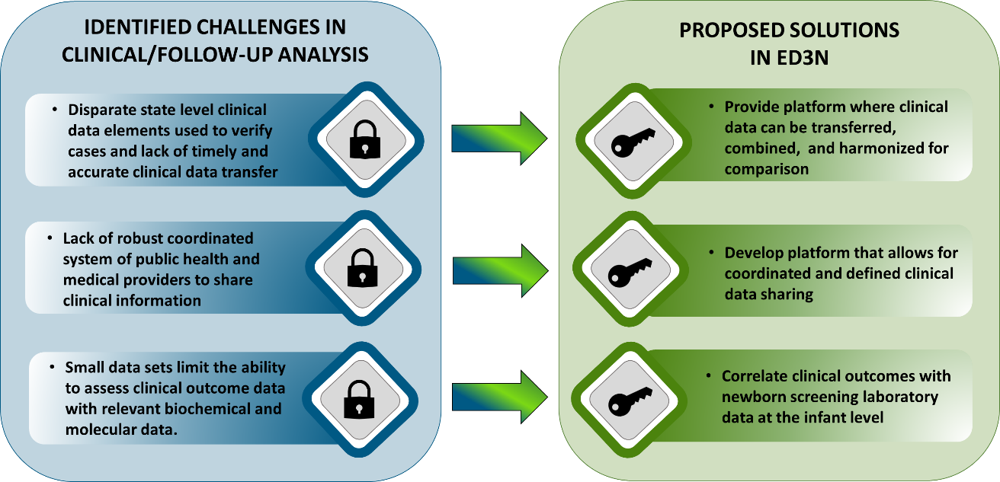 IDENTIFIED CHALLENGES IN
CLINICAL/FOLLOW-UP ANALYSIS
• Disparate state level clinical
data elements used to verify
cases and lack of timely and
accurate clinical data transfer
• Lack of robust coordinated
system of public health and
medical providers to share
clinical information
• Small data sets limit the ability
to assess clinical outcome data
with relevant biochemical and
molecular data.
PROPOSED SOLUTIONS
IN ED3N
• Provide platform where clinical
data can be transferred,
combined, and harmonized for
comparison
• Develop platform that allows for
coordinated and defined clinical
data sharing
• Correlate clinical outcomes with
newborn screening laboratory
data at the infant level